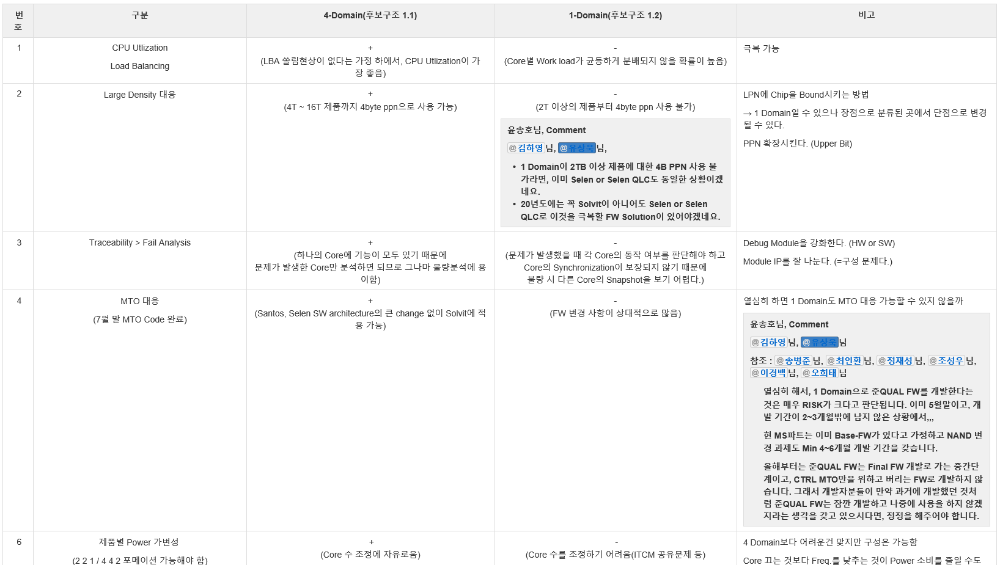 번
호
구분
4-Domain(후보구조 1.1)
1-Domain(후보구조 1.2)
비고
1
CPU Utlization
Load Balancing
+
(LBA 쏠림현상이 없다는 가정 하에서, CPU Utlization이 가
장 좋음)
-
(Core별 Work load가 균등하게 분배되지 않을 확률이 높음)
극복 가능
2
Large Density 대응
+
(4T ~ 16T 제품까지 4byte ppn으로 사용 가능)
-
(2T 이상의 제품부터 4byte ppn 사용 불가)
윤송호님, Comment
@김하영님, @유상욱님,
• 1 Domain이 2TB 이상 제품에 대한 4B PPN 사용 불
가라면, 이미 Selen or Selen QLC도 동일한 상황이겠
네요.
• 20년도에는 꼭 Solvit이 아니어도 Selen or Selen
QLC로 이것을 극복할 FW Solution이 있어야겠네요.
LPN에 Chip을 Bound시키는 방법
→ 1 Domain일 수 있으나 장점으로 분류된 곳에서 단점으로 변경
될 수 있다.
PPN 확장시킨다. (Upper Bit)
3
Traceability > Fail Analysis
+
(하나의 Core에 기능이 모두 있기 때문에
문제가 발생한 Core만 분석하면 되므로 그나마 불량분석에 용
이함)
-
(문제가 발생했을 때 각 Core의 동작 여부를 판단해야 하고
Core의 Synchronization이 보장되지 않기 때문에
불량 시 다른 Core의 Snapshot을 보기 어렵다.)
Debug Module을 강화한다. (HW or SW)
Module IP를 잘 나눈다. (=구성 문제다.)
4
MTO 대응
(7월 말 MTO Code 완료)
+
(Santos, Selen SW architecture의 큰 change 없이 Solvit에 적
용 가능)
-
(FW 변경 사항이 상대적으로 많음)
열심히 하면 1 Domain도 MTO 대응 가능할 수 있지 않을까
윤송호님, Comment
@김하영님, @유상욱님
참조 : @송병준님, @최인환님, @정재성님, @조성우님,
@이경백님, @오희태님
열심히 해서, 1 Domain으로 준QUAL FW를 개발한다는
것은 매우 RISK가 크다고 판단됩니다. 이미 5월말이고, 개
발 기간이 2~3개월밖에 남지 않은 상황에서,,,
현 MS파트는 이미 Base-FW가 있다고 가정하고 NAND 변
경 과제도 Min 4~6개월 개발 기간을 갖습니다.
올해부터는 준QUAL FW는 Final FW 개발로 가는 중간단
계이고, CTRL MTO만을 위하고 버리는 FW로 개발하지 않
습니다. 그래서 개발자분들이 만약 과거에 개발했던 것처
럼 준QUAL FW는 잠깐 개발하고 나중에 사용을 하지 않겠
지라는 생각을 갖고 있으시다면, 정정을 해주어야 합니다.
6
제품별 Power 가변성
(2 2 1 / 4 4 2 포메이션 가능해야 함)
+
(Core 수 조정에 자유로움)
-
(Core 수를 조정하기 어려움(ITCM 공유문제 등)
4 Domain보다 어려운건 맞지만 구성은 가능함
Core 끄는 것보다 Freq.를 낮추는 것이 Power 소비를 줄일 수도